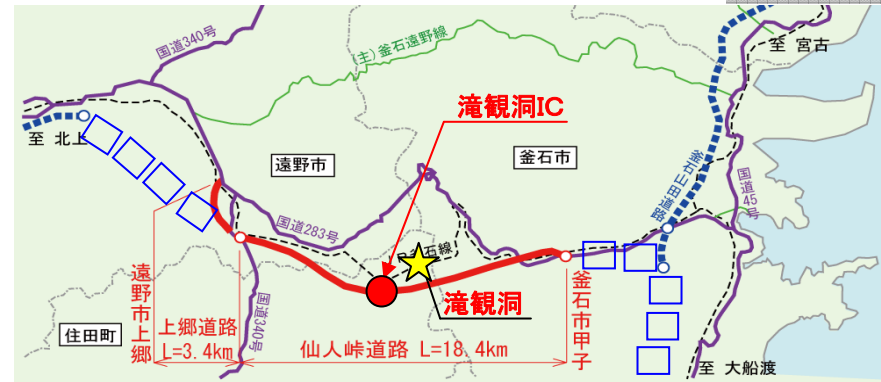 国道340号
(主)釜石遠野線
至 宮古
滝観洞IC
至 北上
遠野市
釜石市
釜石山田道路
国道45号
国道283号
釜石線
滝観洞
遠野市上郷
上郷道路
L=3.4km
国道340号
仙人峠道路 L=18.4km
釜石市甲子
住田町
至 大船渡